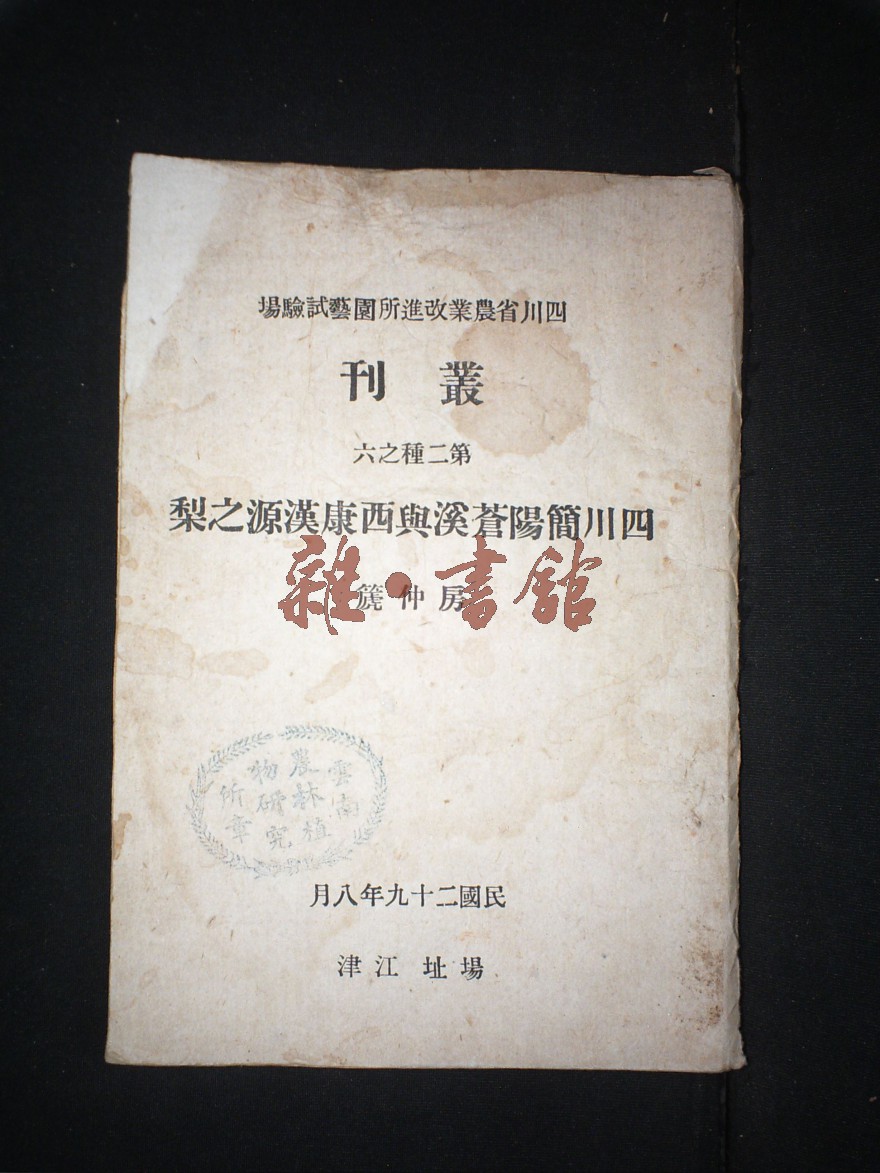 四川省農業改進所園藝試驗場
叢刊
第二種之六
四川簡陽蒼溪與西康漢源之梨
房仲篪
雜·書館
雲南
農林植
物研究
所章
民國二十九年八月
場址江津